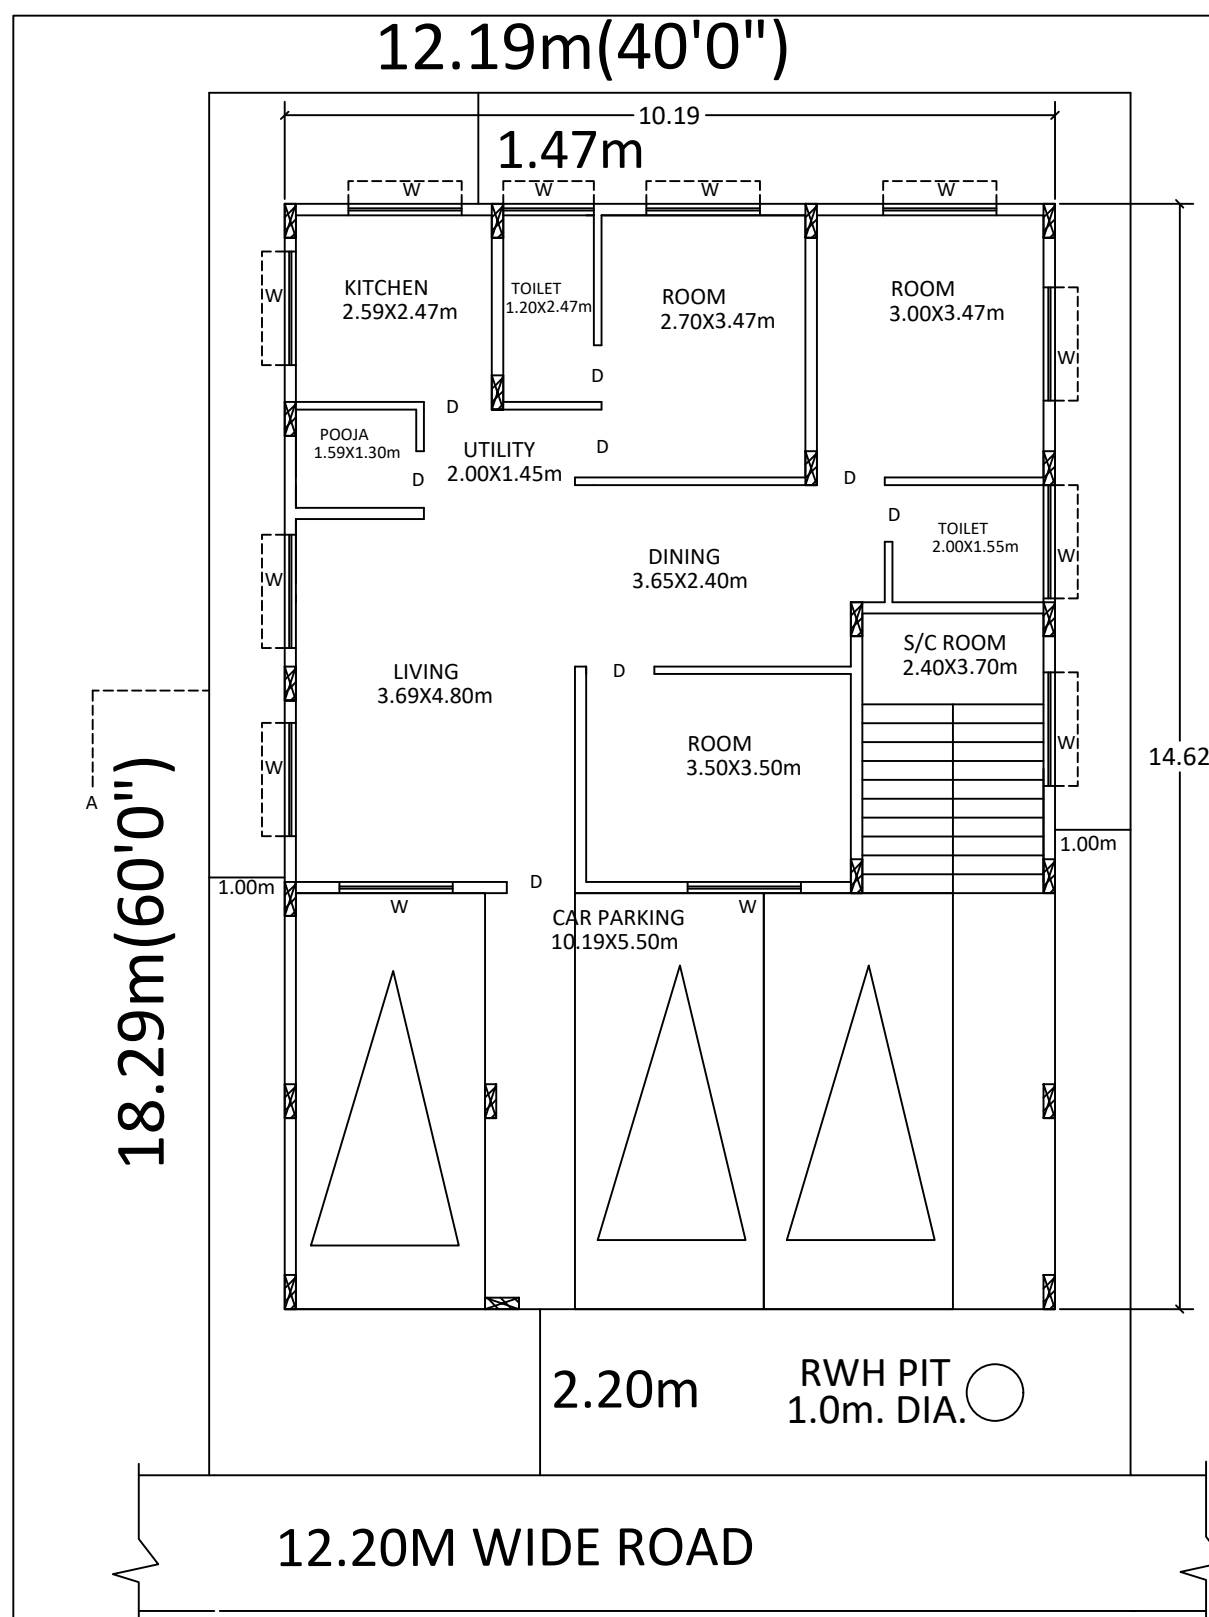 12.19m(40'0")
10.19
1.47m
W
W
W
W
KITCHEN
2.59X2.47m
TOILET
1.20X2.47m
ROOM
2.70X3.47m
ROOM
3.00X3.47m
W
W
D
D
POOJA
1.59X1.30m
UTILITY
2.00X1.45m
D
D
D
D
TOILET
2.00X1.55m
DINING
3.65X2.40m
W
W
S/C ROOM
2.40X3.70m
LIVING
3.69X4.80m
D
ROOM
3.50X3.50m
W
W
14.62
A
18.29m(60'0")
1.00m
1.00m
D
W
W
CAR PARKING
10.19X5.50m
2.20m
RWH PIT
1.0m. DIA.
12.20M WIDE ROAD